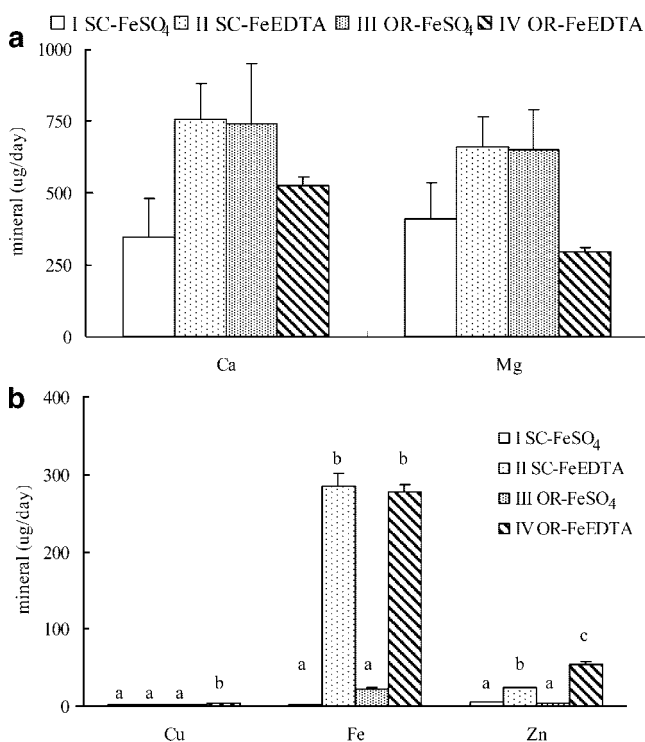 I SC-FeSO4 II SC-FeEDTA III OR-FeSO4 IV OR-FeEDTA
a
1000
750
500
250
0
mineral (ug/day)
Ca Mg
b
400
300
200
100
0
mineral (ug/day)
I SC-FeSO4
II SC-FeEDTA
III OR-FeSO4
IV OR-FeEDTA
a a a b
a b a b
a b a c
Cu Fe Zn